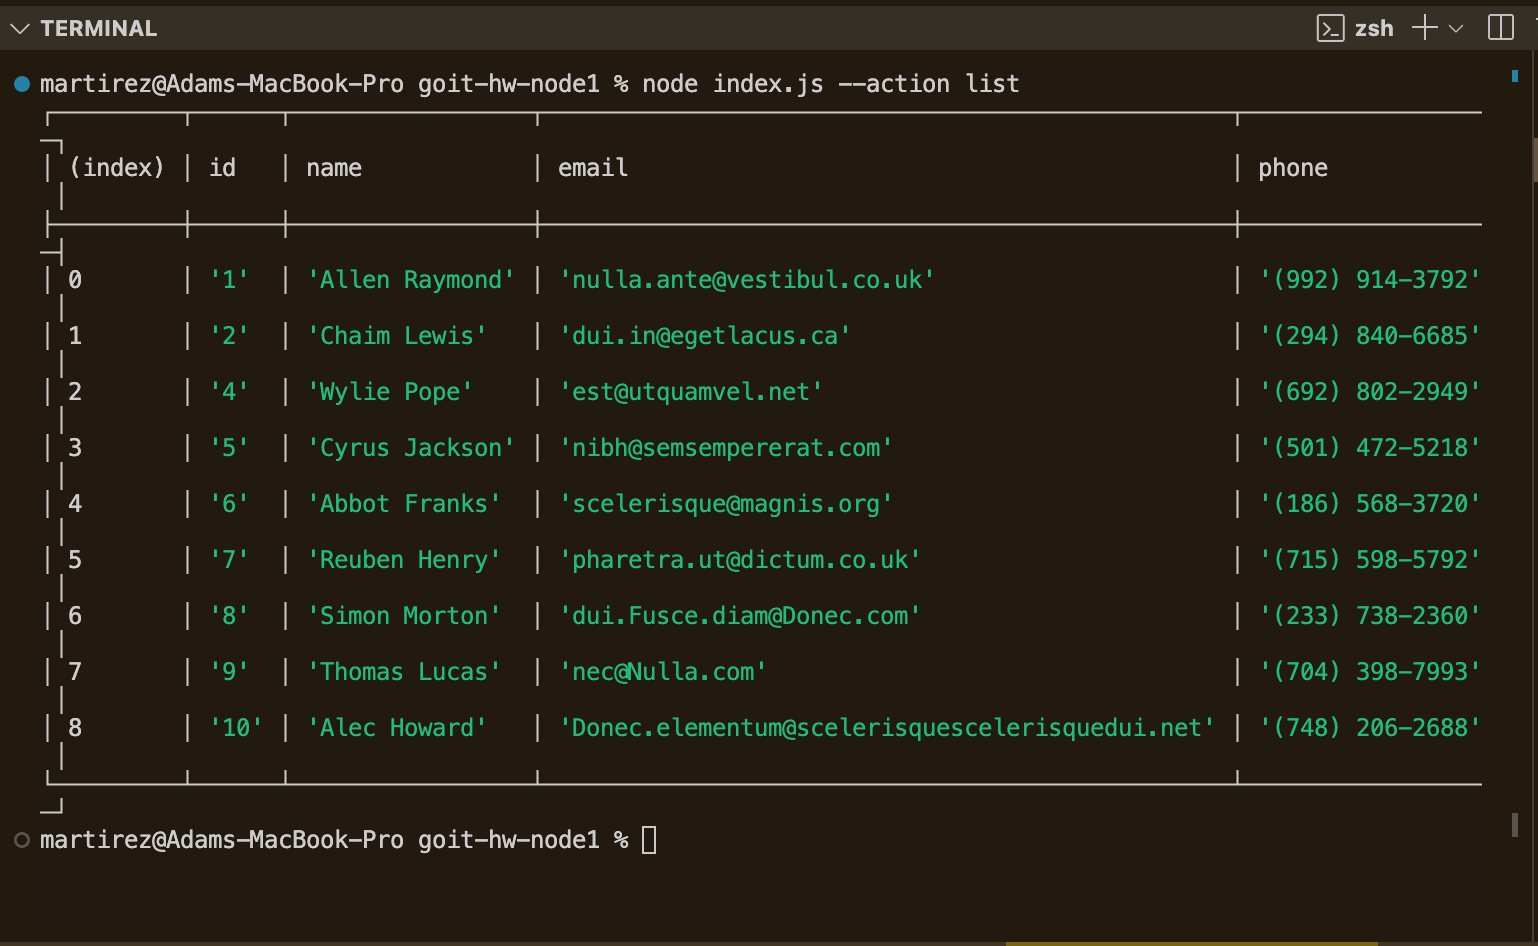 TERMINAL
zsh
martirez@Adams-MacBook-Pro goit-hw-node1 % node index.js --action list
(index) │ id │ name │ email │ phone
0 │ '1' │ 'Allen Raymond' │ 'nulla.ante@vestibul.co.uk' │ '(992) 914-3792'
1 │ '2' │ 'Chaim Lewis' │ 'dui.in@egetlacus.ca' │ '(294) 840-6685'
2 │ '4' │ 'Wylie Pope' │ 'est@utquamvel.net' │ '(692) 802-2949'
3 │ '5' │ 'Cyrus Jackson' │ 'nibh@semsempererat.com' │ '(501) 472-5218'
4 │ '6' │ 'Abbot Franks' │ 'scelerisque@magnis.org' │ '(186) 568-3720'
5 │ '7' │ 'Reuben Henry' │ 'pharetra.ut@dictum.co.uk' │ '(715) 598-5792'
6 │ '8' │ 'Simon Morton' │ 'dui.Fusce.diam@Donec.com' │ '(233) 738-2360'
7 │ '9' │ 'Thomas Lucas' │ 'nec@Nulla.com' │ '(704) 398-7993'
8 │ '10' │ 'Alec Howard' │ 'Donec.elementum@scelerisquescelerisquedui.net' │ '(748) 206-2688'
martirez@Adams-MacBook-Pro goit-hw-node1 %